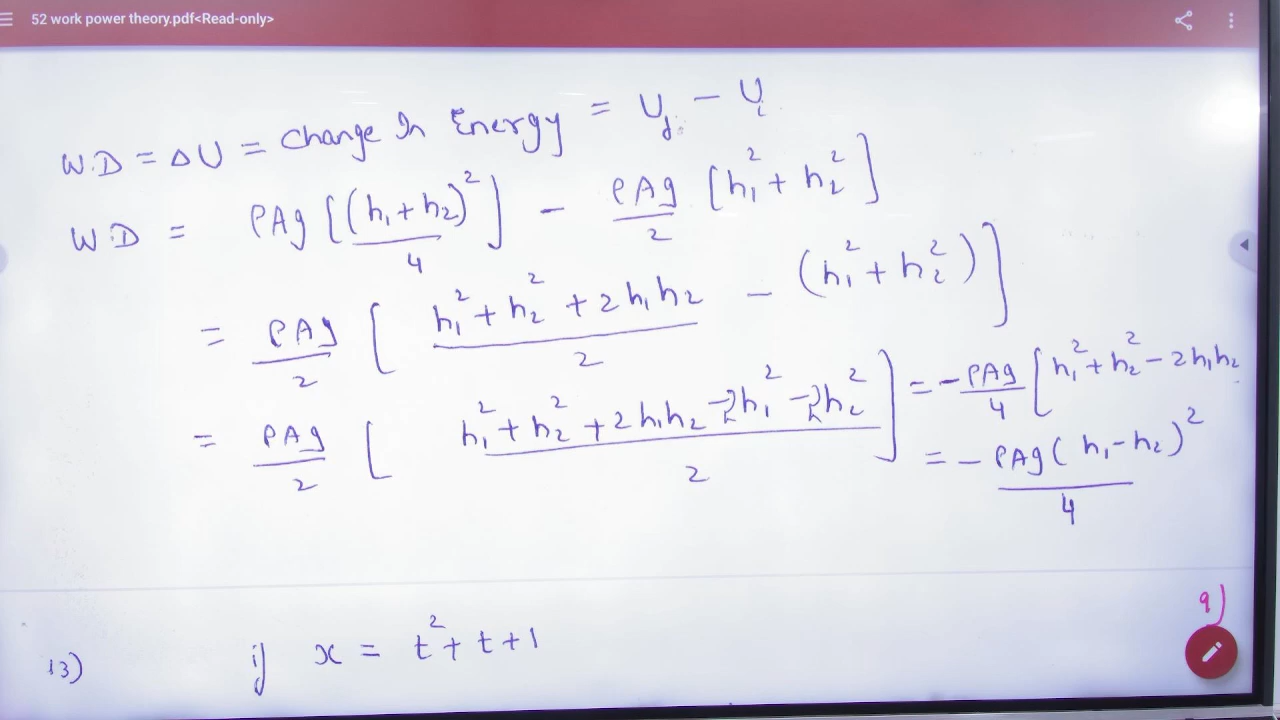 52 work power theory.pdf<Read-only>
W.D = ΔU = Change In Energy = U_f - U_i
WD = ρAg [(h₁+h₂)²/4] - ρAg/2 [h₁² + h₂²]
= ρAg/2 [ (h₁² + h₂² + 2h₁h₂)/2 - (h₁² + h₂²) ]
= ρAg/2 [ (h₁² + h₂² + 2h₁h₂ - 2h₁² - 2h₂²)/2 ] = - ρAg/4 [ h₁² + h₂² - 2h₁h₂
= - ρAg(h₁ - h₂)²/4
9)
13) if x = t² + t + 1